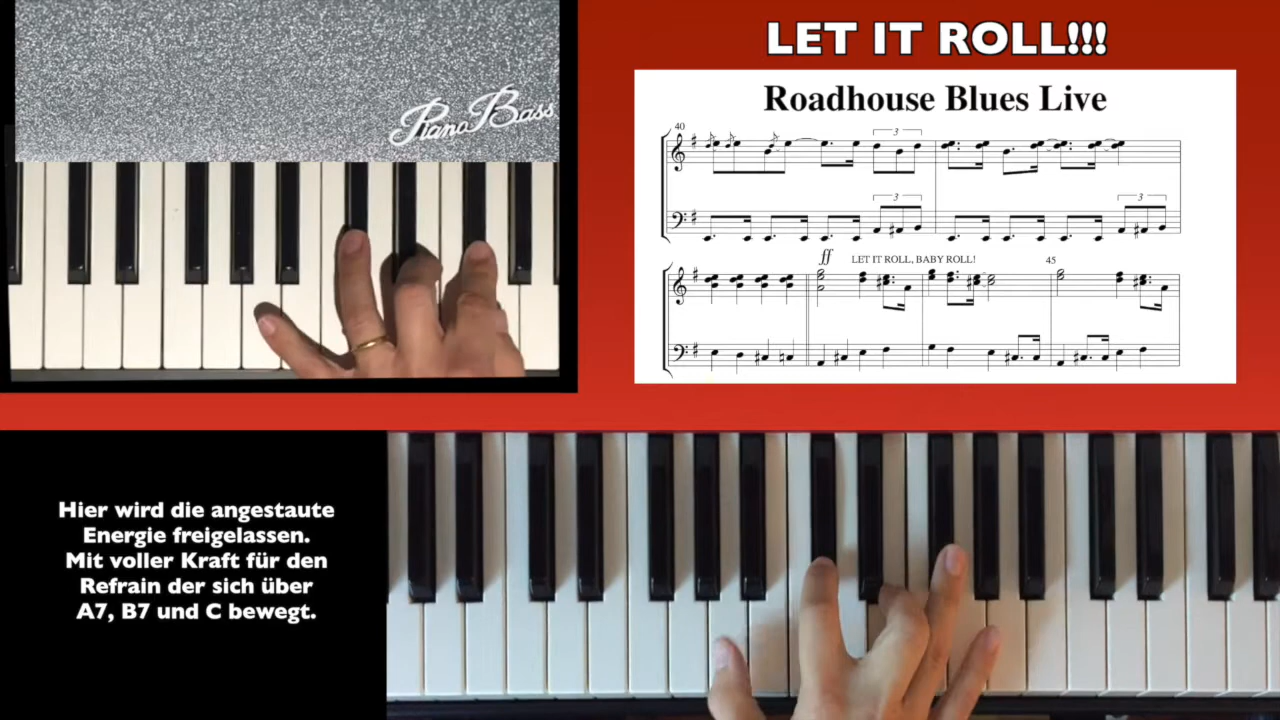 LET IT ROLL!!!
Piano Bass
Roadhouse Blues Live
40
3
3
3
ff
LET IT ROLL, BABY ROLL!
45
Hier wird die angestaute
Energie freigelassen.
Mit voller Kraft für den
Refrain der sich über
A7, B7 und C bewegt.